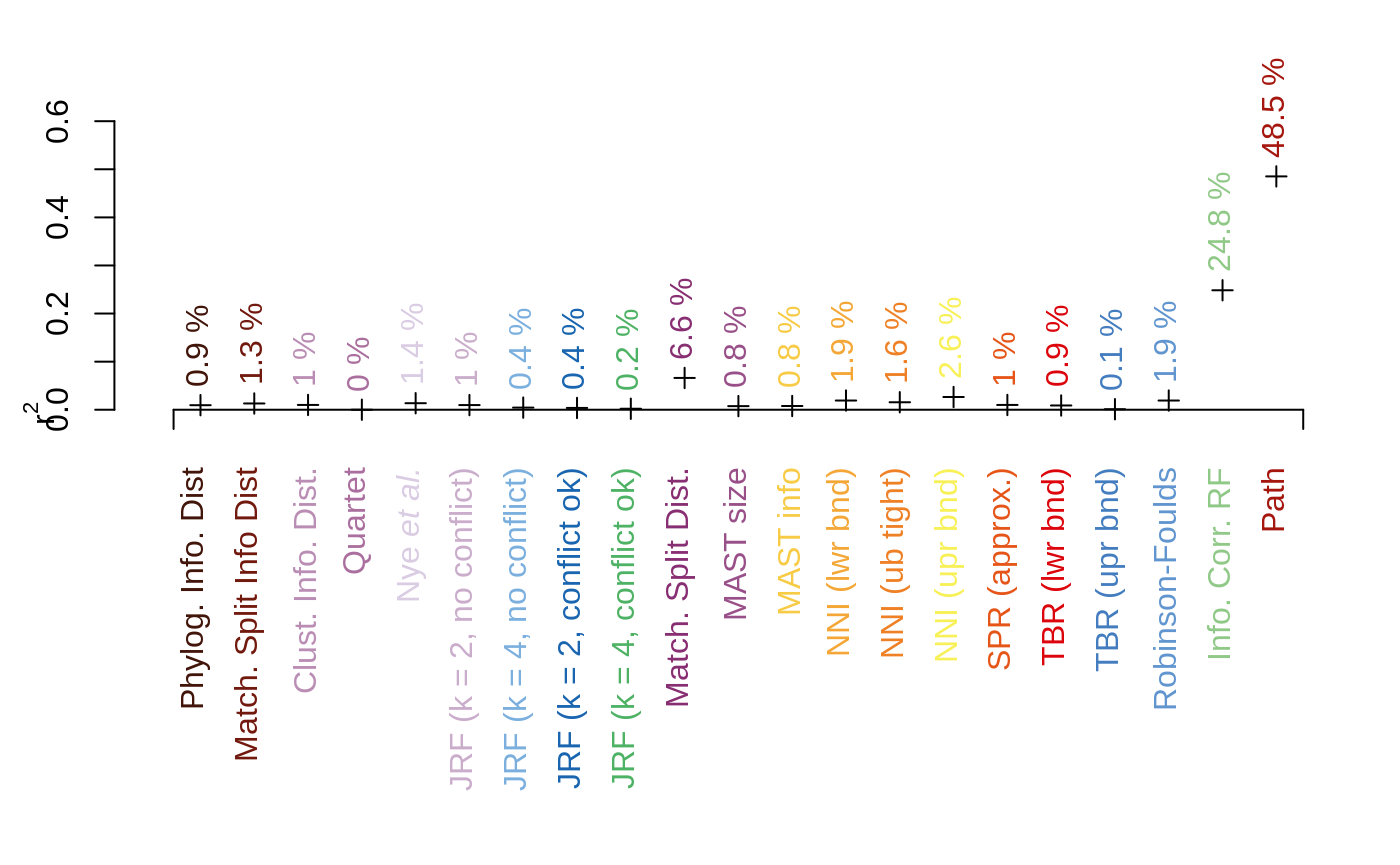 r²
0.0
0.2
0.4
0.6
0.9 %
1.3 %
1 %
0 %
1.4 %
1 %
0.4 %
0.4 %
0.2 %
6.6 %
0.8 %
0.8 %
1.9 %
1.6 %
2.6 %
1 %
0.9 %
0.1 %
1.9 %
24.8 %
48.5 %
Phylog. Info. Dist
Match. Split Info Dist
Clust. Info. Dist.
Quartet
Nye et al.
JRF (k = 2, no conflict)
JRF (k = 4, no conflict)
JRF (k = 2, conflict ok)
JRF (k = 4, conflict ok)
Match. Split Dist.
MAST size
MAST info
NNI (lwr bnd)
NNI (ub tight)
NNI (upr bnd)
SPR (approx.)
TBR (lwr bnd)
TBR (upr bnd)
Robinson-Foulds
Info. Corr. RF
Path